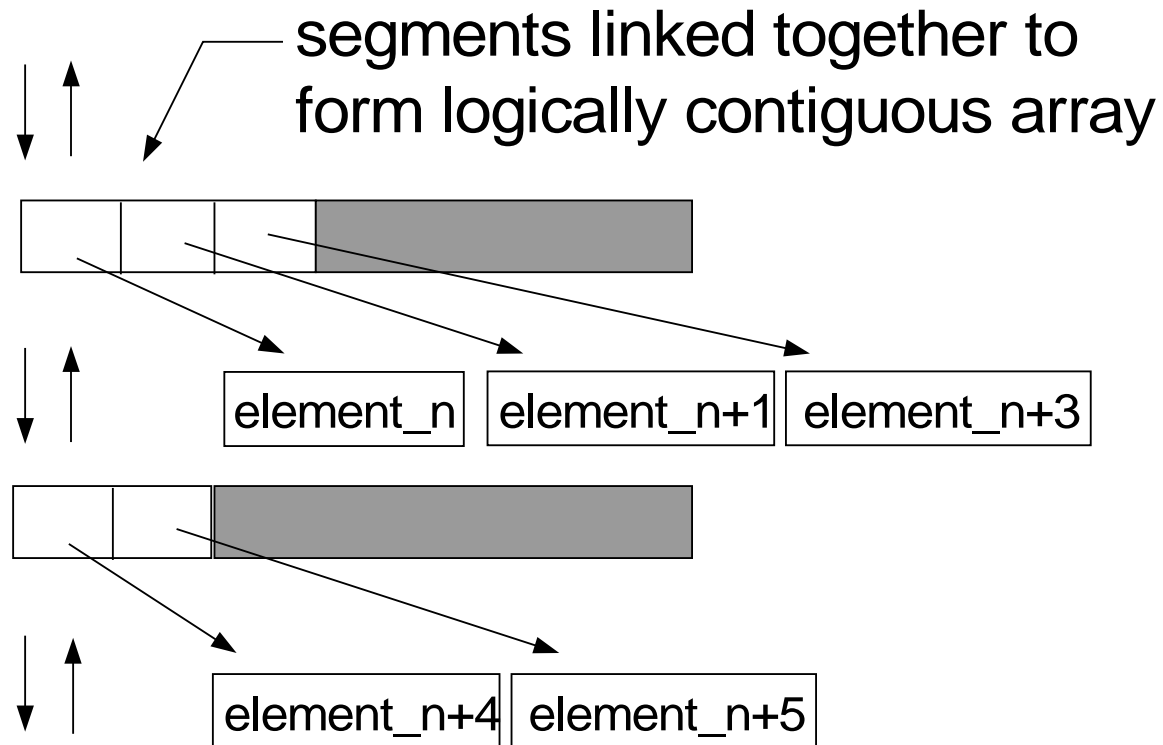 segments linked together to
form logically contiguous array
element_n
element_n+1
element_n+3
element_n+4
element_n+5